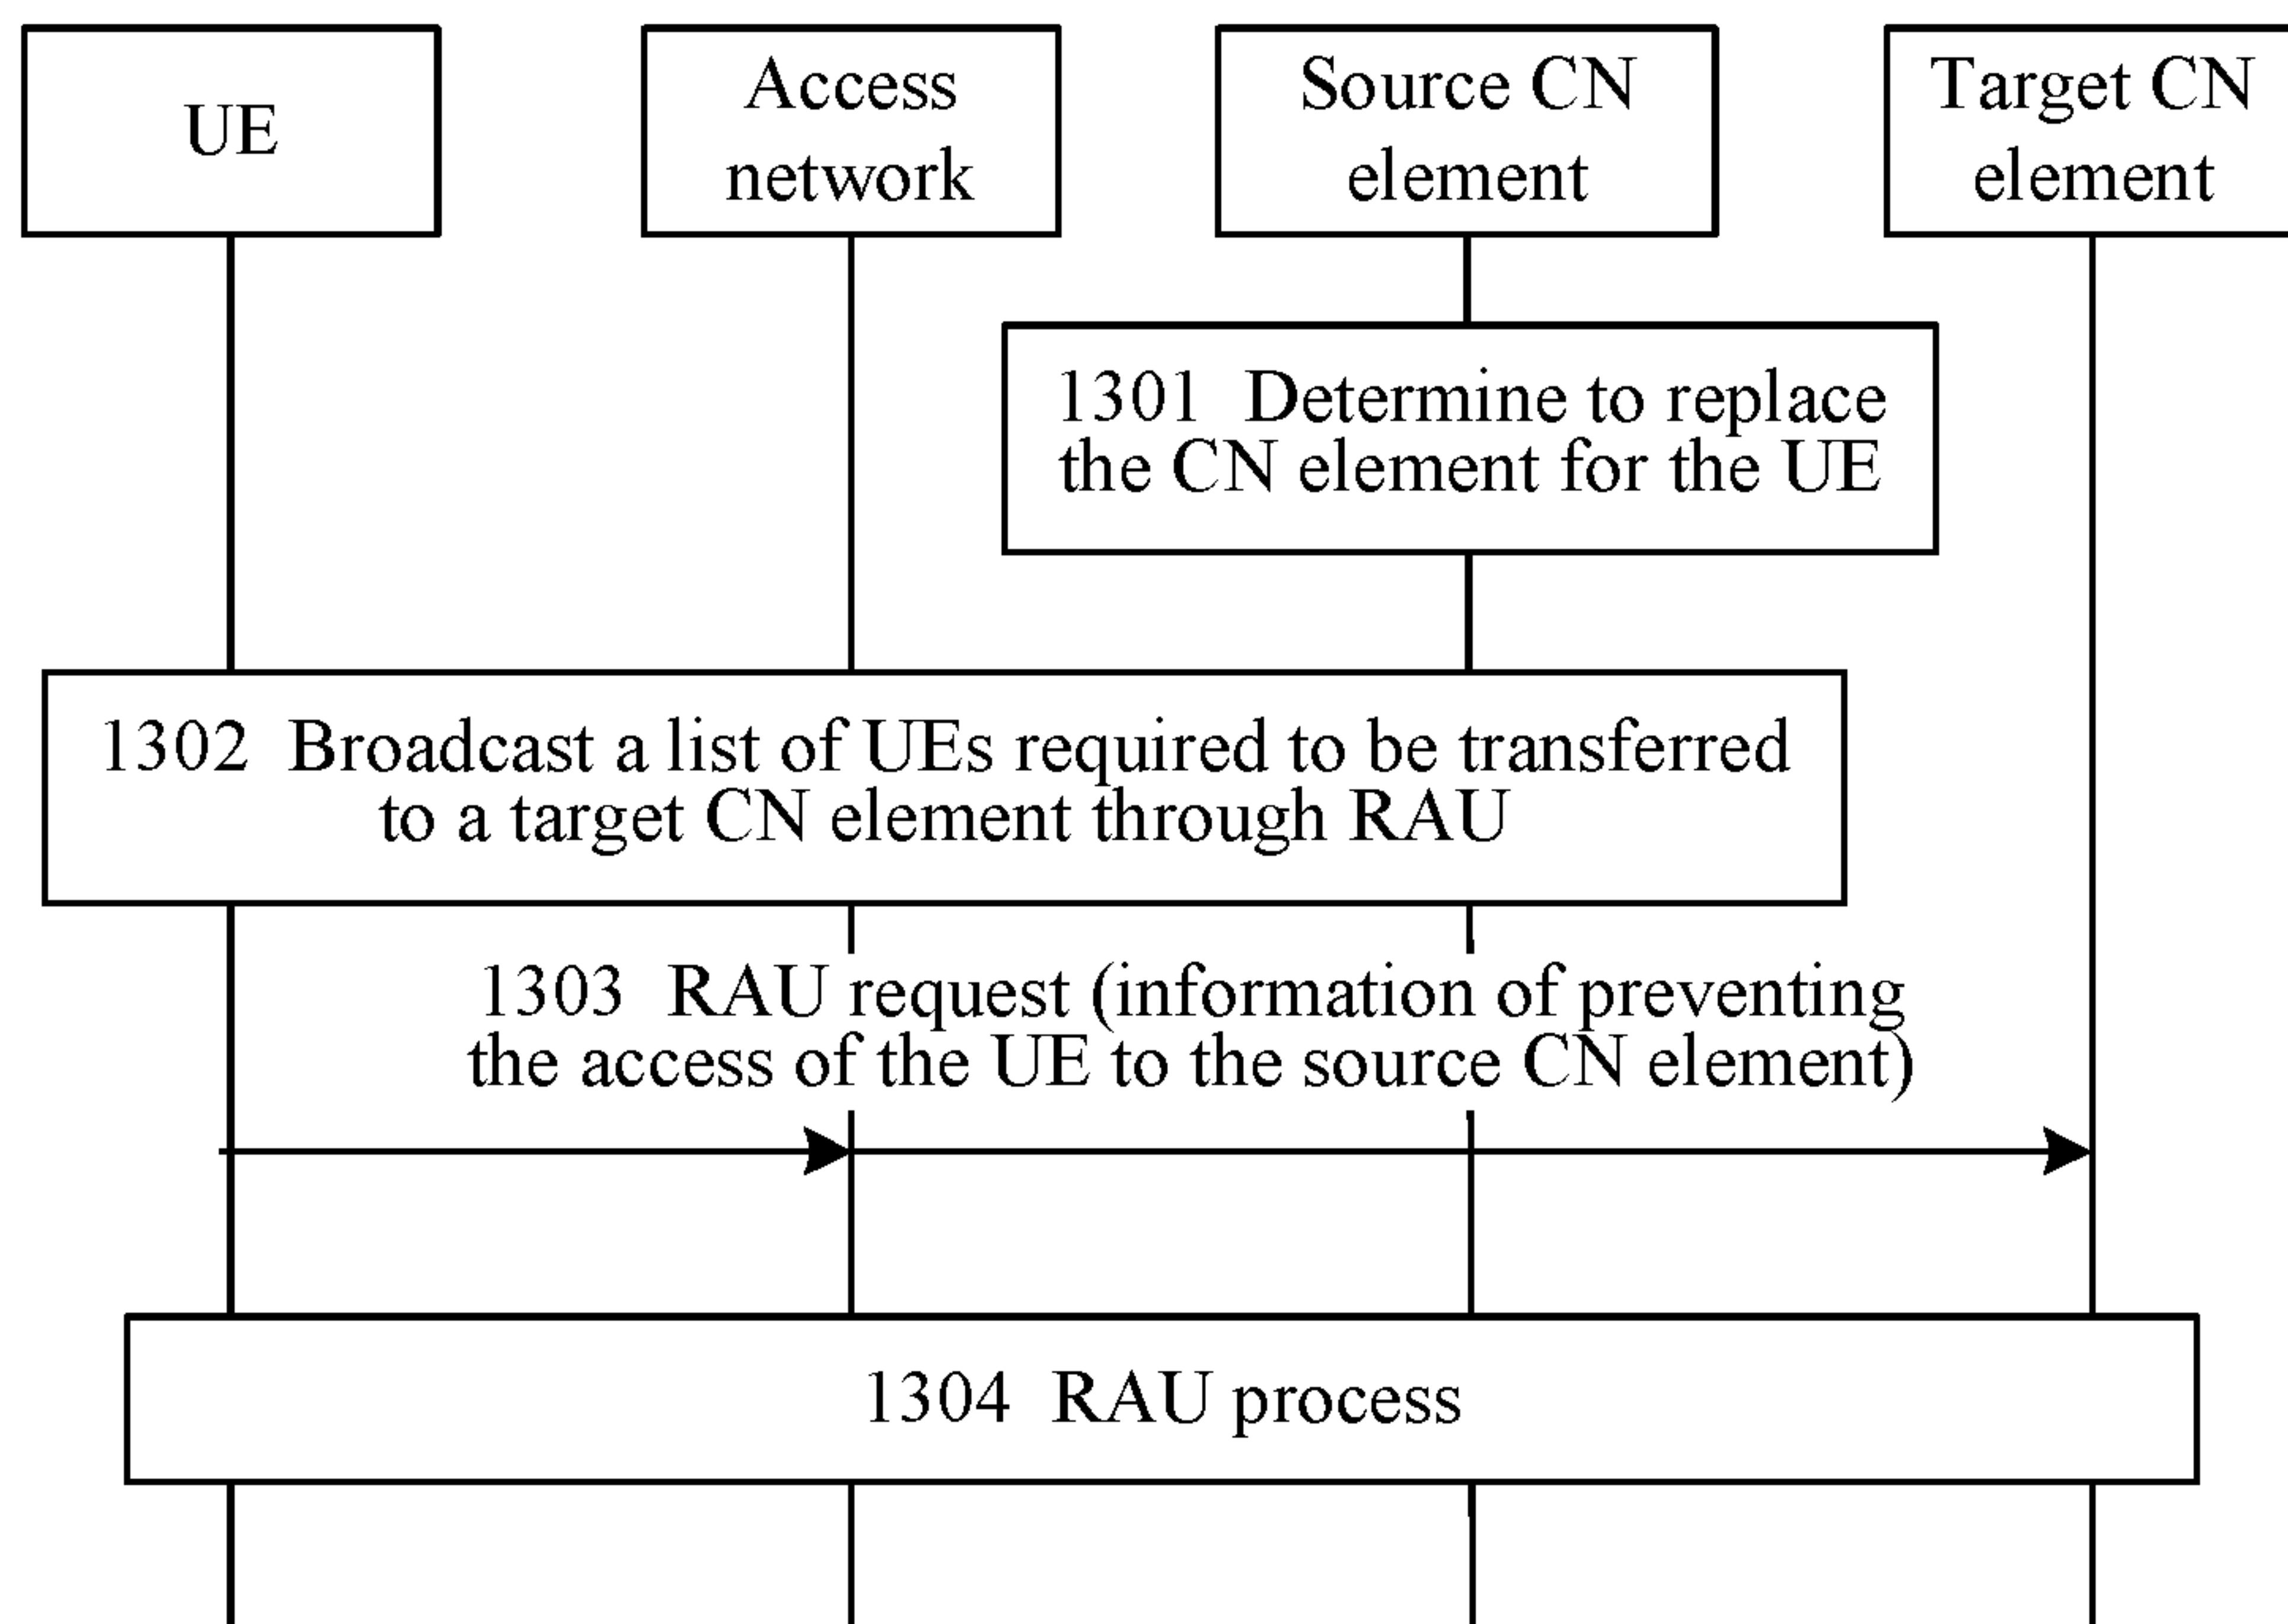 UE
Access
network
Source CN
element
Target CN
element
1301 Determine to replace
the CN element for the UE
1302 Broadcast a list of UEs required to be transferred
to a target CN element through RAU
1303 RAU request (information of preventing
the access of the UE to the source CN element)
1304 RAU process